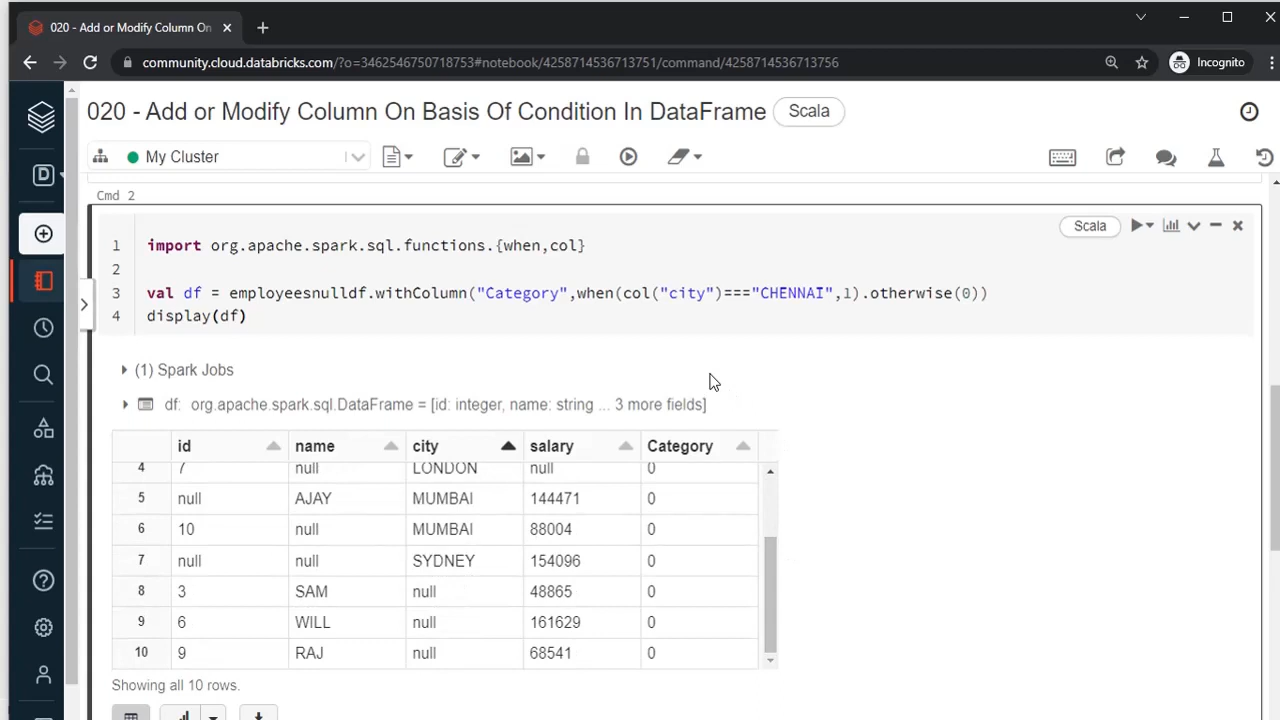 020 - Add or Modify Column On
community.cloud.databricks.com/?o=3462546750718753#notebook/4258714536713751/command/4258714536713756
Incognito
020 - Add or Modify Column On Basis Of Condition In DataFrame
Scala
D
My Cluster
Cmd 2
Scala
1 import org.apache.spark.sql.functions.{when,col}
2
3 val df = employeesnulldf.withColumn("Category",when(col("city")==="CHENNAI",1).otherwise(0))
4 display(df)
(1) Spark Jobs
df: org.apache.spark.sql.DataFrame = [id: integer, name: string ... 3 more fields]
id name city salary Category
4 7 null LONDON null 0
5 null AJAY MUMBAI 144471 0
6 10 null MUMBAI 88004 0
7 null null SYDNEY 154096 0
8 3 SAM null 48865 0
9 6 WILL null 161629 0
10 9 RAJ null 68541 0
Showing all 10 rows.